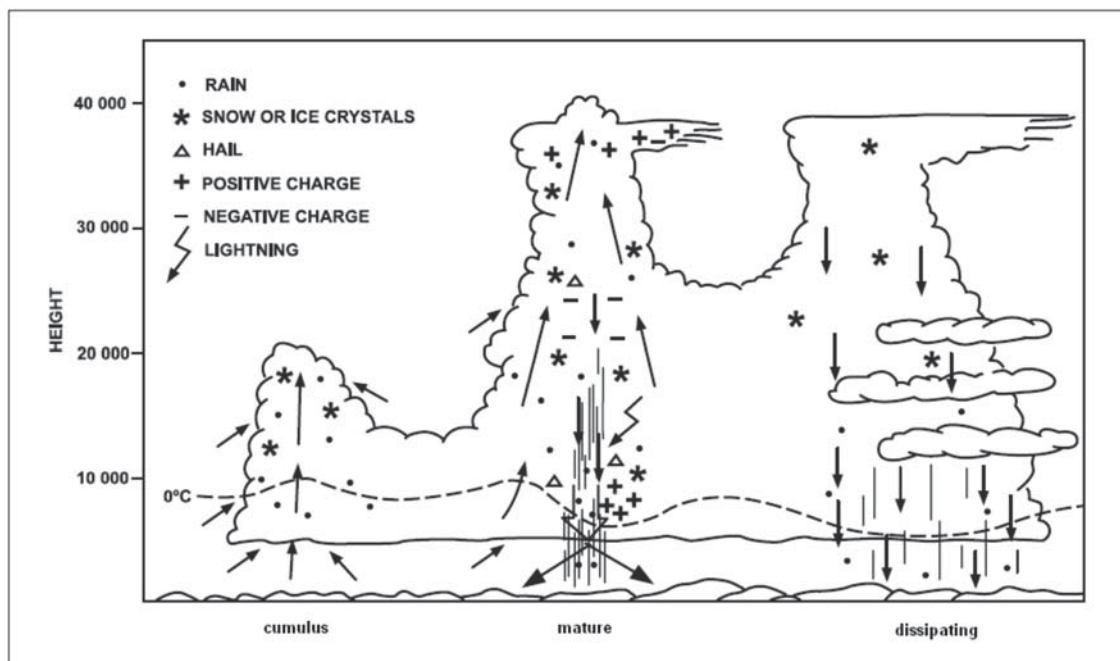 RAIN
SNOW OR ICE CRYSTALS
HAIL
POSITIVE CHARGE
NEGATIVE CHARGE
LIGHTNING
HEIGHT
40 000
30 000
20 000
10 000
0°C
cumulus
mature
dissipating